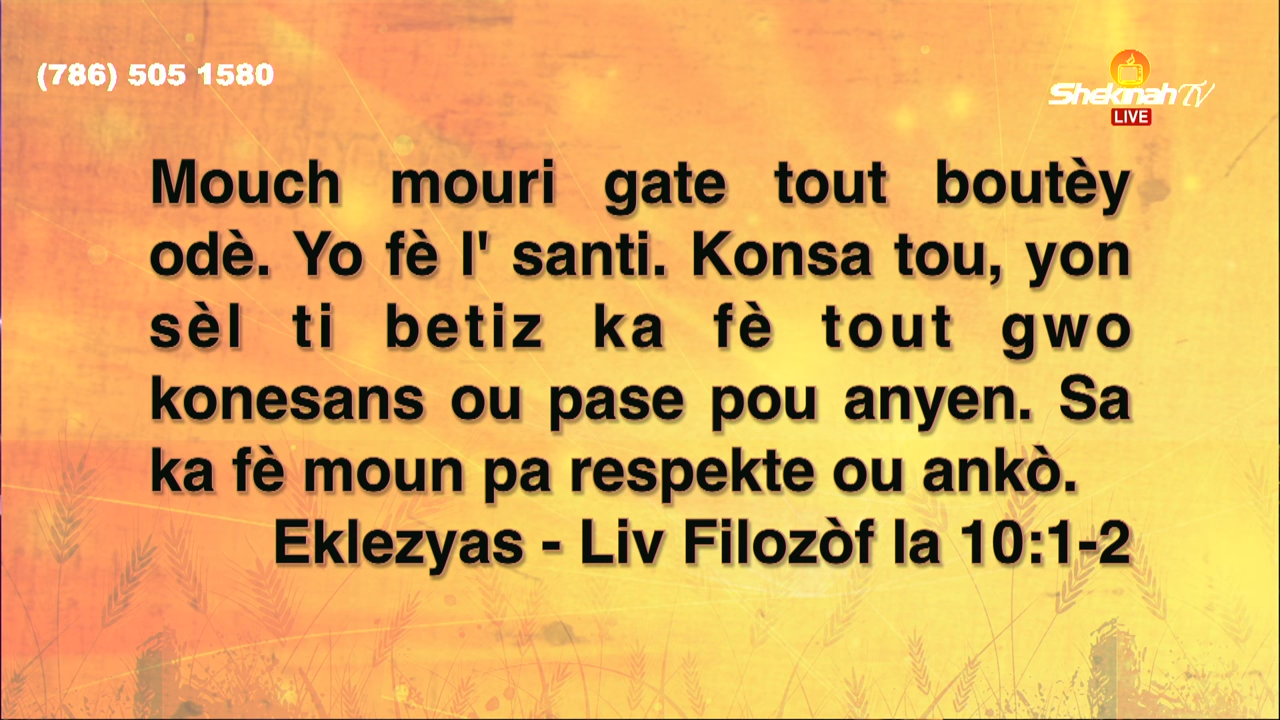 (786) 505 1580
Shekinah TV
LIVE
Mouch mouri gate tout boutèy
odè. Yo fè l' santi. Konsa tou, yon
sèl ti betiz ka fè tout gwo
konesans ou pase pou anyen. Sa
ka fè moun pa respekte ou ankò.
Eklezyas - Liv Filozòf la 10:1-2